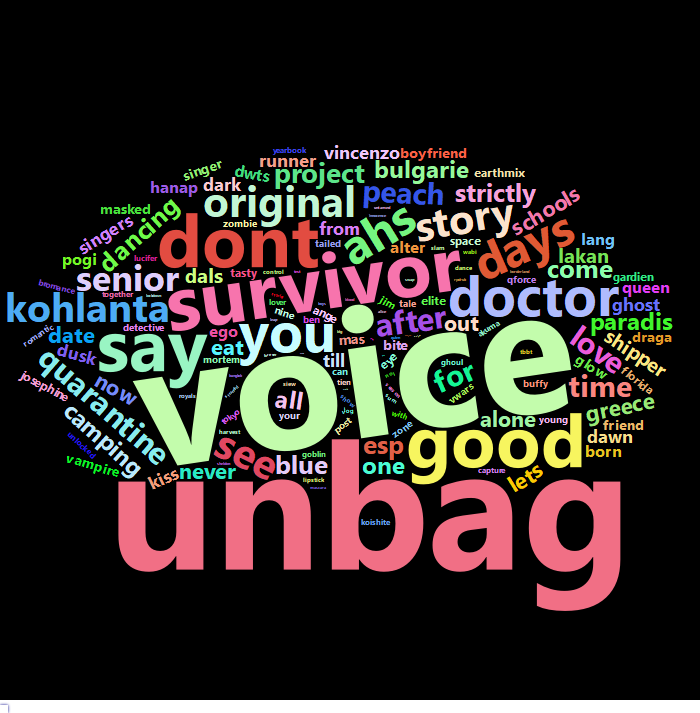 yearbook
singer
dwts
runner
vincenzo
boyfriend
hanap
dark
project
bulgarie
earthmix
masked
original
peach
strictly
singers
dancing
zombie
dont
from
ahs
story
schools
pogi
lucifer
tailed
alter
slam
space
wabi
days
lang
lakan
senior
dals
tasty
control
survivor
dance
come
gardien
bromance
together
lover
jim
tale
elite
doctor
qforce
queen
ghost
kohlanta
nine
ange
ben
after
out
akuma
paradis
romantic
date
detective
ego
you
mas
bite
love
shipper
draga
dusk
say
eat
till
eye
ghoul
tbbt
glow
florida
josephine
now
mortem
can
tien
for
buffy
time
quarantine
royals
voice
siew
all
your
show
jog
vwars
with
greece
camping
tokyo
post
zone
alone
young
friend
harvest
see
good
dawn
vampire
kiss
never
blue
goblin
lipstick
esp
one
capture
lets
born
unbag
koishite